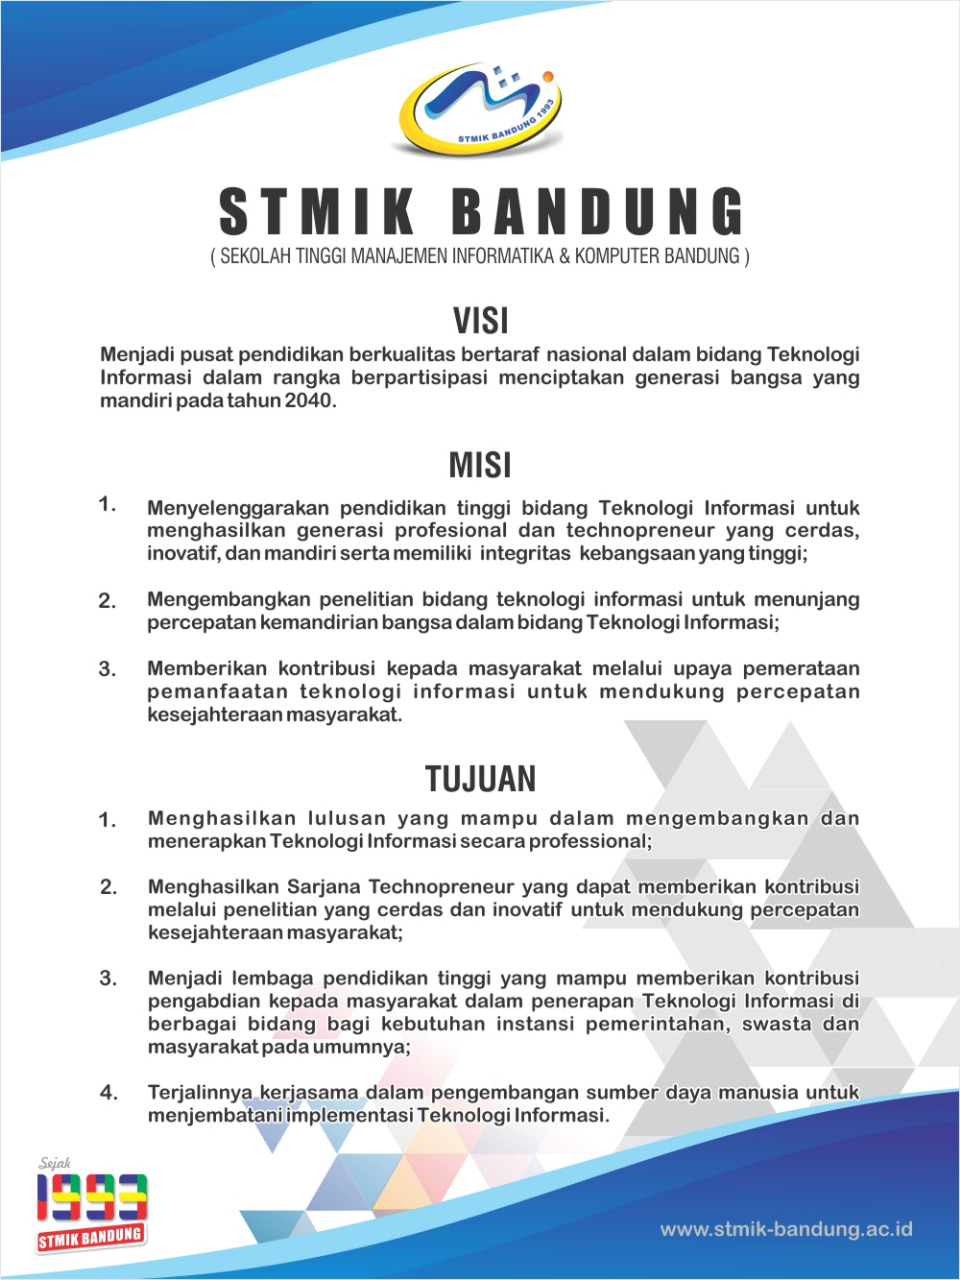 STMIK BANDUNG 1993
STMIK BANDUNG
( SEKOLAH TINGGI MANAJEMEN INFORMATIKA & KOMPUTER BANDUNG )
VISI
Menjadi pusat pendidikan berkualitas bertaraf nasional dalam bidang Teknologi
Informasi dalam rangka berpartisipasi menciptakan generasi bangsa yang
mandiri pada tahun 2040.
MISI
1. Menyelenggarakan pendidikan tinggi bidang Teknologi Informasi untuk
menghasilkan generasi profesional dan technopreneur yang cerdas,
inovatif, dan mandiri serta memiliki integritas kebangsaan yang tinggi;
2. Mengembangkan penelitian bidang teknologi informasi untuk menunjang
percepatan kemandirian bangsa dalam bidang Teknologi Informasi;
3. Memberikan kontribusi kepada masyarakat melalui upaya pemerataan
pemanfaatan teknologi informasi untuk mendukung percepatan
kesejahteraan masyarakat.
TUJUAN
1. Menghasilkan lulusan yang mampu dalam mengembangkan dan
menerapkan Teknologi Informasi secara professional;
2. Menghasilkan Sarjana Technopreneur yang dapat memberikan kontribusi
melalui penelitian yang cerdas dan inovatif untuk mendukung percepatan
kesejahteraan masyarakat;
3. Menjadi lembaga pendidikan tinggi yang mampu memberikan kontribusi
pengabdian kepada masyarakat dalam penerapan Teknologi Informasi di
berbagai bidang bagi kebutuhan instansi pemerintahan, swasta dan
masyarakat pada umumnya;
4. Terjalinnya kerjasama dalam pengembangan sumber daya manusia untuk
menjembatani implementasi Teknologi Informasi.
Sejak
1993
STMIK BANDUNG
www.stmik-bandung.ac.id